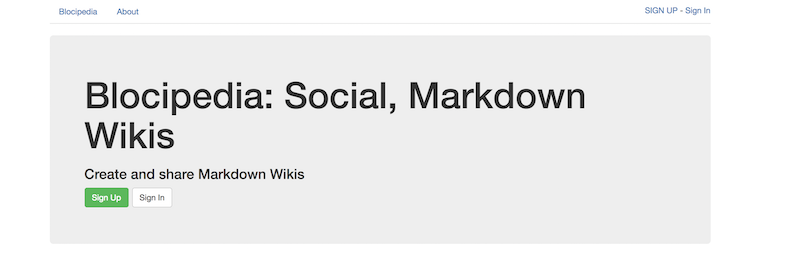 Blocipedia About SIGN UP - Sign In
Blocipedia: Social, Markdown
Wikis
Create and share Markdown Wikis
Sign Up Sign In